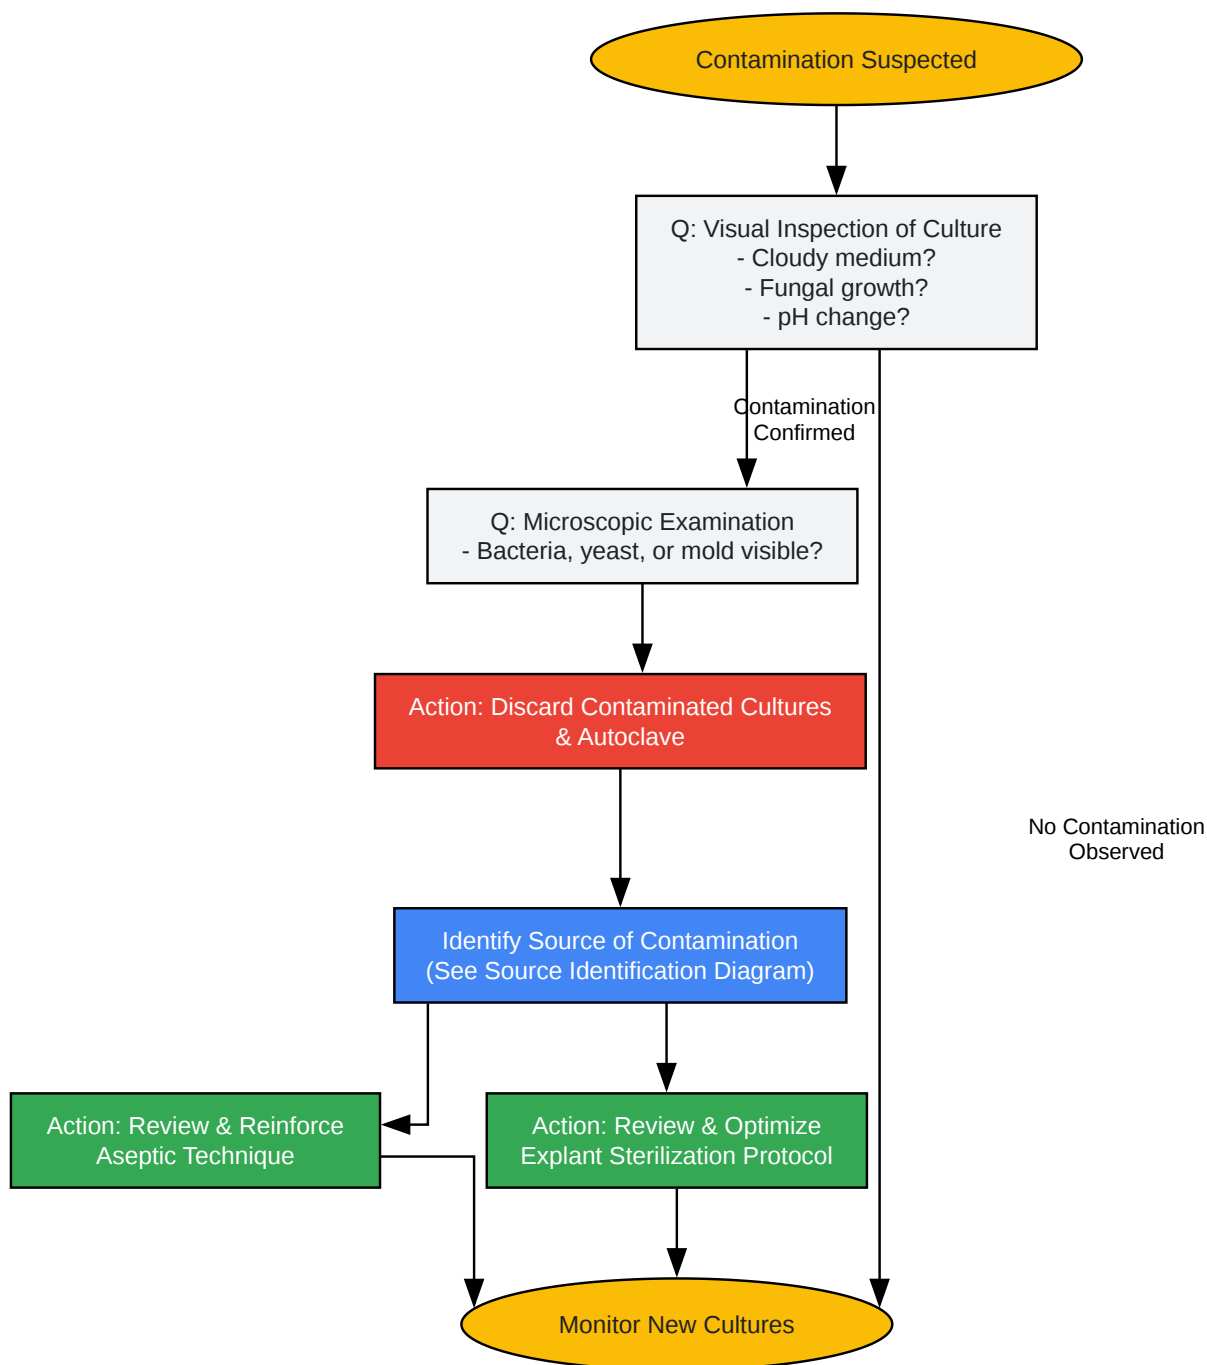 Contamination Suspected
Q: Visual Inspection of Culture
- Cloudy medium?
- Fungal growth?
- pH change?
Contamination
Confirmed
Q: Microscopic Examination
- Bacteria, yeast, or mold visible?
Action: Discard Contaminated Cultures
& Autoclave
No Contamination
Observed
Identify Source of Contamination
(See Source Identification Diagram)
Action: Review & Reinforce
Aseptic Technique
Action: Review & Optimize
Explant Sterilization Protocol
Monitor New Cultures